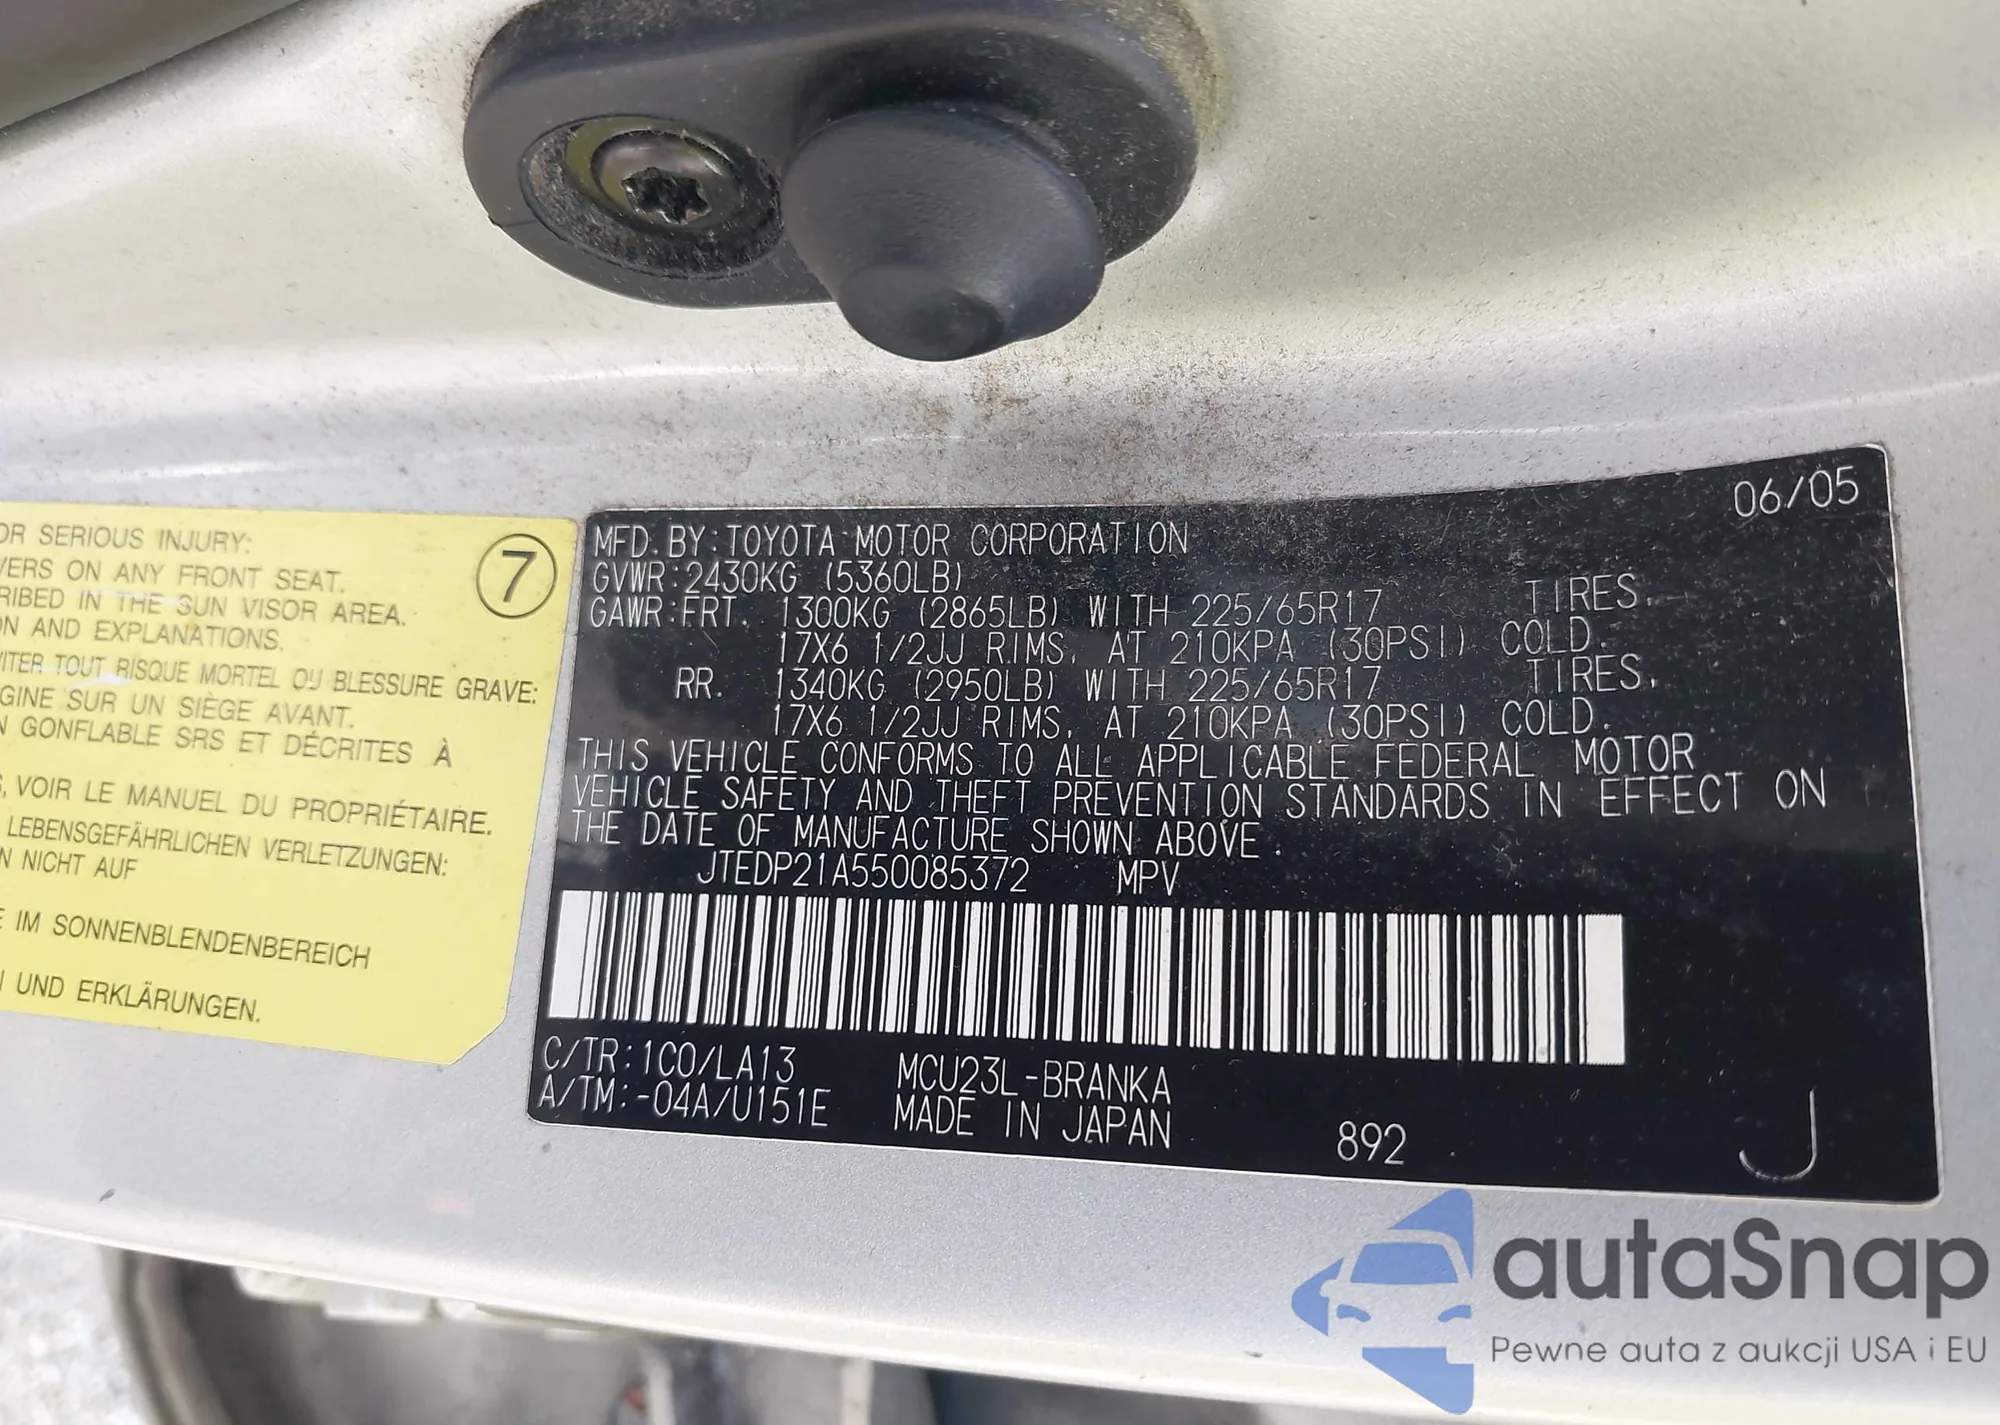 OR SERIOUS INJURY:
VERS ON ANY FRONT SEAT.
RIBED IN THE SUN VISOR AREA.
ON AND EXPLANATIONS.
VITER TOUT RISQUE MORTEL OU BLESSURE GRAVE:
GINE SUR UN SIÈGE AVANT.
N GONFLABLE SRS ET DÉCRITES À
, VOIR LE MANUEL DU PROPRIÉTAIRE.
LEBENSGEFÄHRLICHEN VERLETZUNGEN:
N NICHT AUF
E IM SONNENBLENDENBEREICH
UND ERKLÄRUNGEN.
7
06/05
MFD. BY: TOYOTA MOTOR CORPORATION
GVWR: 2430KG (5360LB)
GAWR: FRT. 1300KG (2865LB) WITH 225/65R17 TIRES,
17X6 1/2JJ RIMS, AT 210KPA (30PSI) COLD.
RR. 1340KG (2950LB) WITH 225/65R17 TIRES,
17X6 1/2JJ RIMS, AT 210KPA (30PSI) COLD.
THIS VEHICLE CONFORMS TO ALL APPLICABLE FEDERAL MOTOR
VEHICLE SAFETY AND THEFT PREVENTION STANDARDS IN EFFECT ON
THE DATE OF MANUFACTURE SHOWN ABOVE.
JTEDP21A550085372 MPV
C/TR: 1C0/LA13 MCU23L-BRANKA
A/TM: -04A/U151E MADE IN JAPAN 892 J
autaSnap
Pewne auta z aukcji USA i EU